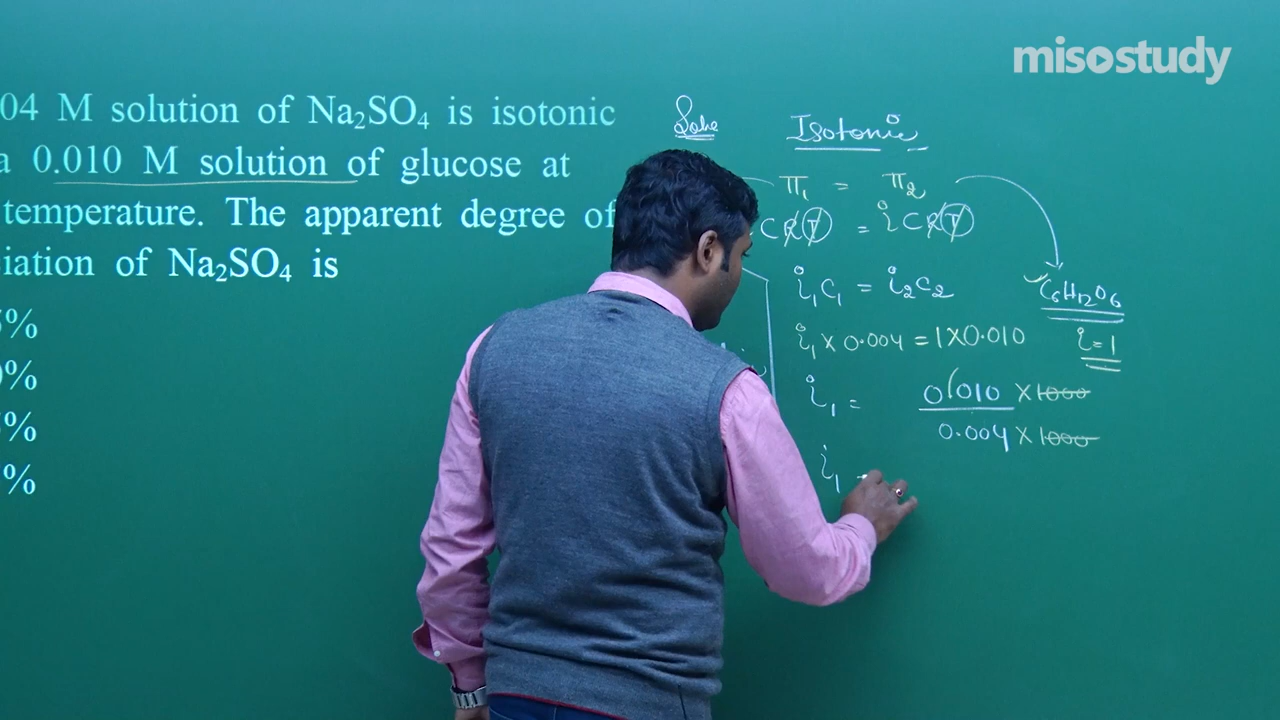 misostudy
04 M solution of Na₂SO₄ is isotonic
a 0.010 M solution of glucose at
temperature. The apparent degree of
iation of Na₂SO₄ is
%
%
%
%
Isotonic
π₁ = π₂
CRT = iCRT
i₁C₁ = i₂C₂
C₆H₁₂O₆
i₁ × 0.004 = 1×0.010
i=1
i₁ = 0.010 × 1000
0.004 × 1000
i₁